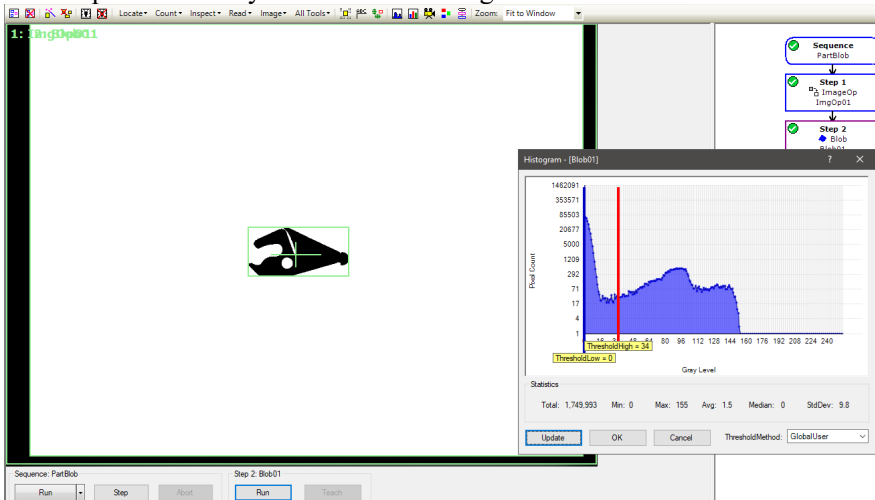 Locate Count Inspect Read Image All Tools Zoom: Fit to Window
1:
Sequence
PartBlob
Step 1
ImageOp
ImgOp01
Step 2
Blob
Blob01
Histogram - [Blob01] ? ×
1462091
353571
85503
20677
5000
1209
292
71
17
4
1
Pixel Count
80 96 112 128 144 160 176 192 208 224 240
ThresholdHigh = 34
ThresholdLow = 0
Gray Level
Statistics
Total: 1,749,993 Min: 0 Max: 155 Avg: 1.5 Median: 0 StdDev: 9.8
Update OK Cancel ThresholdMethod: GlobalUser
Sequence: PartBlob Step 2: Blob01
Run Step Abort Run Teach